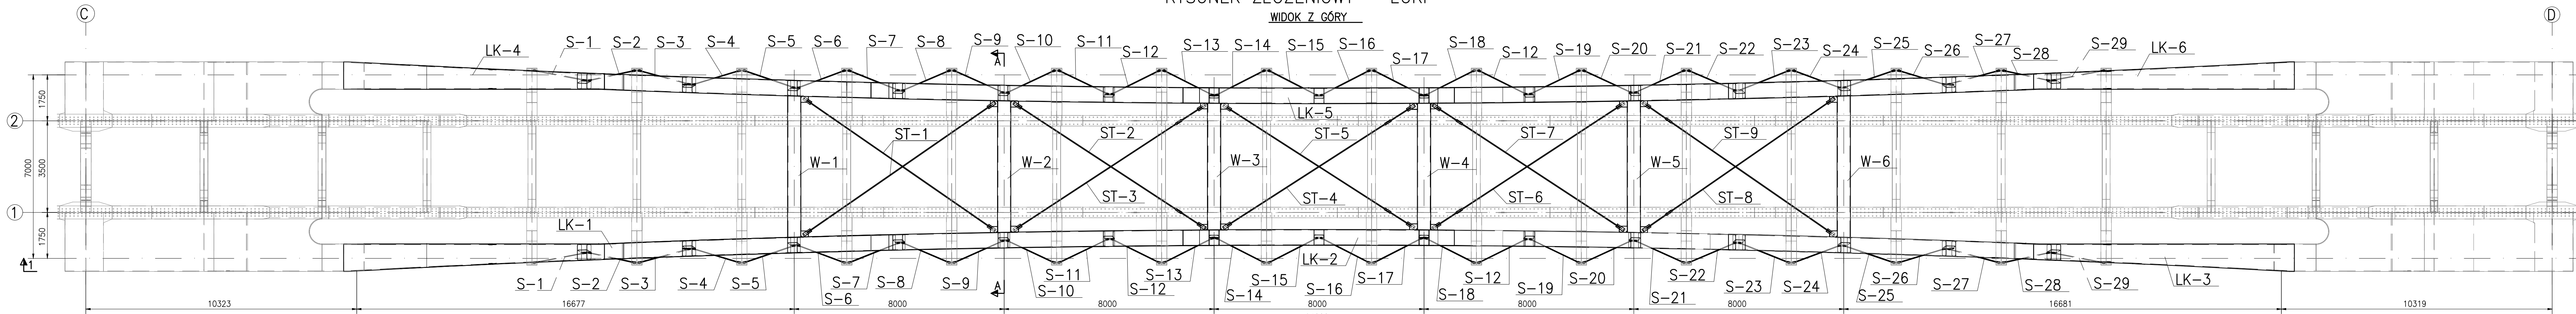 WIDOK Z GÓRY
C
D
LK-4
S-1
S-2
S-3
S-4
S-5
S-6
S-7
S-8
S-9
A
S-10
S-11
S-12
S-13
S-14
S-15
S-16
S-17
S-18
S-12
S-19
S-20
S-21
S-22
S-23
S-24
S-25
S-26
S-27
S-28
S-29
LK-6
LK-5
2
1
1750
3500
1750
7000
1
W-1
ST-1
W-2
ST-2
ST-3
W-3
ST-5
ST-4
W-4
ST-7
ST-6
W-5
ST-9
ST-8
W-6
LK-1
LK-2
LK-3
S-1
S-2
S-3
S-4
S-5
S-6
S-7
S-8
S-9
A
S-10
S-11
S-12
S-13
S-14
S-15
S-16
S-17
S-18
S-12
S-19
S-20
S-21
S-22
S-23
S-24
S-25
S-26
S-27
S-28
S-29
10323
16677
8000
8000
8000
8000
8000
16681
10319